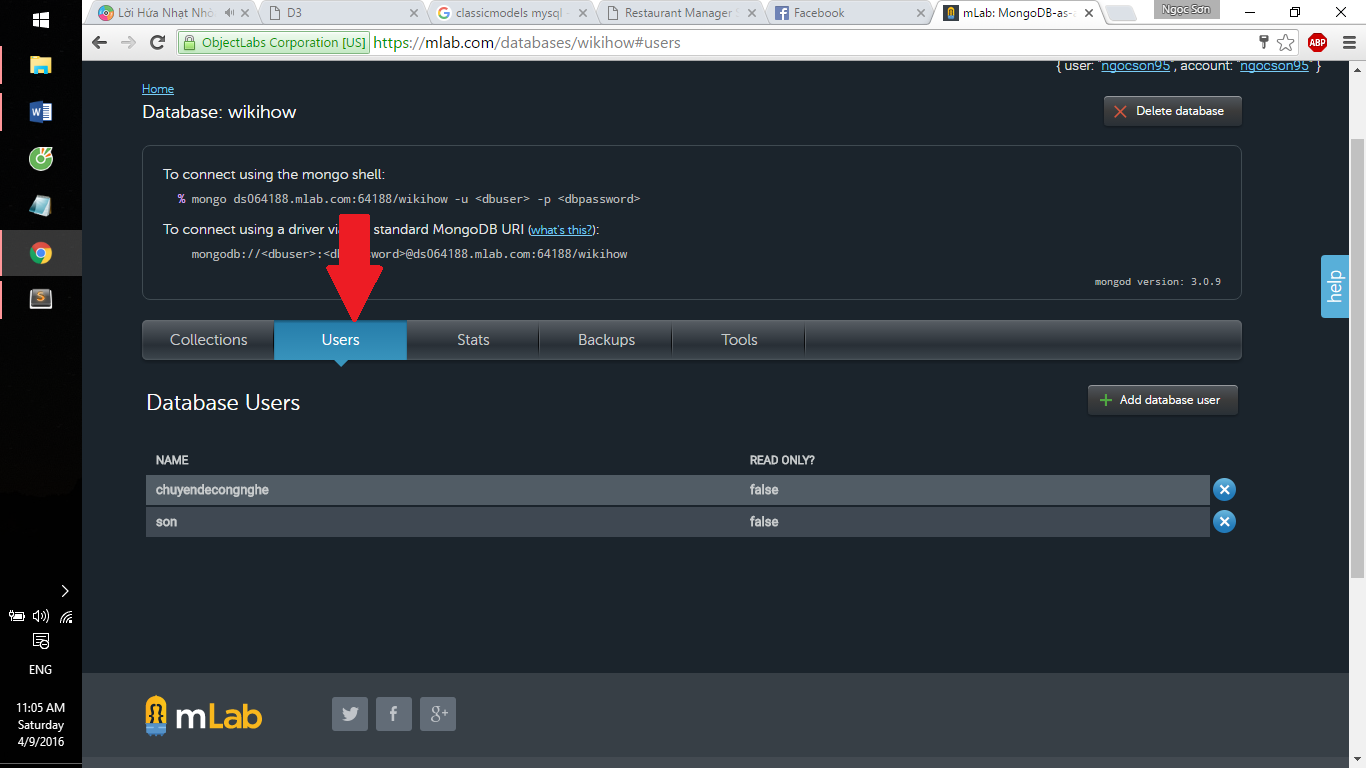 Lời Hứa Nhạt Nhò
D3
classicmodels mysql -
Restaurant Manager S
Facebook
mLab: MongoDB-as-a
Ngọc Sơn
ObjectLabs Corporation [US]
https://mlab.com/databases/wikihow#users
ABP
{ user: "ngocson95", account: "ngocson95" }
Home
Database: wikihow
Delete database
To connect using the mongo shell:
% mongo ds064188.mlab.com:64188/wikihow -u <dbuser> -p <dbpassword>
To connect using a driver via standard MongoDB URI (what's this?):
mongodb://<dbuser>:<dbpassword>@ds064188.mlab.com:64188/wikihow
mongod version: 3.0.9
help
Collections
Users
Stats
Backups
Tools
Database Users
Add database user
NAME
READ ONLY?
chuyendecongnghe
false
son
false
mLab
ENG
11:05 AM
Saturday
4/9/2016